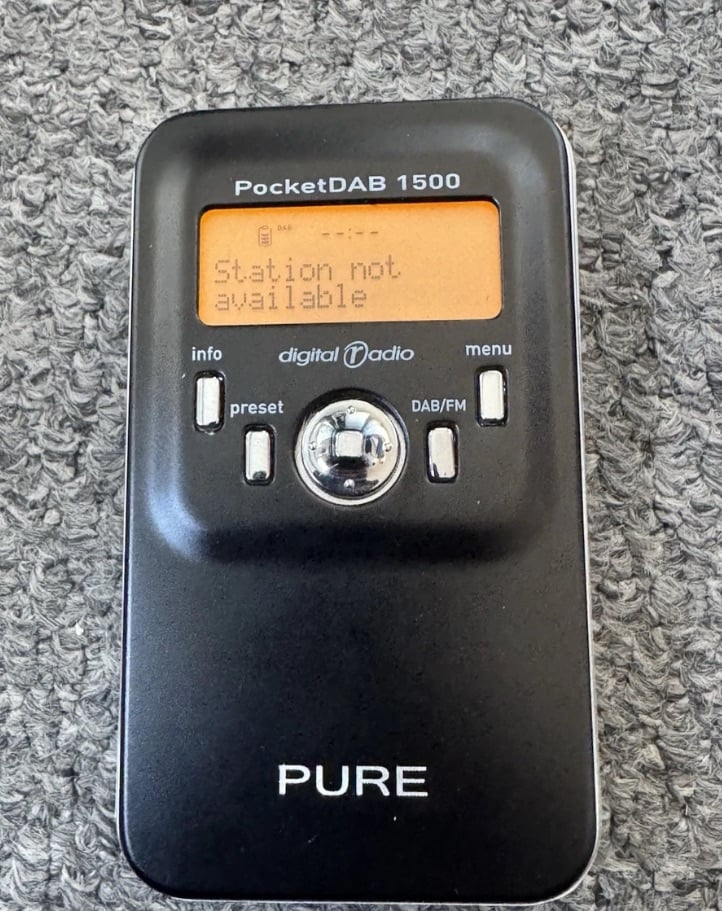 PocketDAB 1500
DAB --:--
Station not
available
info
digital radio
menu
preset
DAB/FM
PURE